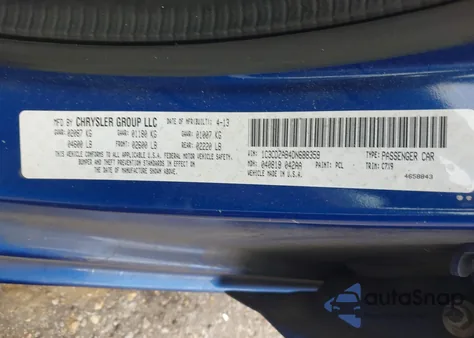 MFD BY CHRYSLER GROUP LLC DATE OF MFR(BUILT): 4-13
GVWR: 02087 KG GAWR: 01180 KG GAWR: 01007 KG
04600 LB FRONT: 02600 LB REAR: 02220 LB
THIS VEHICLE CONFORMS TO ALL APPLICABLE U.S.A. FEDERAL MOTOR VEHICLE SAFETY,
BUMPER AND THEFT PREVENTION STANDARDS IN EFFECT ON THE
DATE OF MANUFACTURE SHOWN ABOVE.
VIN: 1C3CDZAB4DN688359 TYPE: PASSENGER CAR
MDH: 040819 042AA PAINT: PCL TRIM: C7X9
VEHICLE MADE IN U.S.A. 4658843
autoSnap